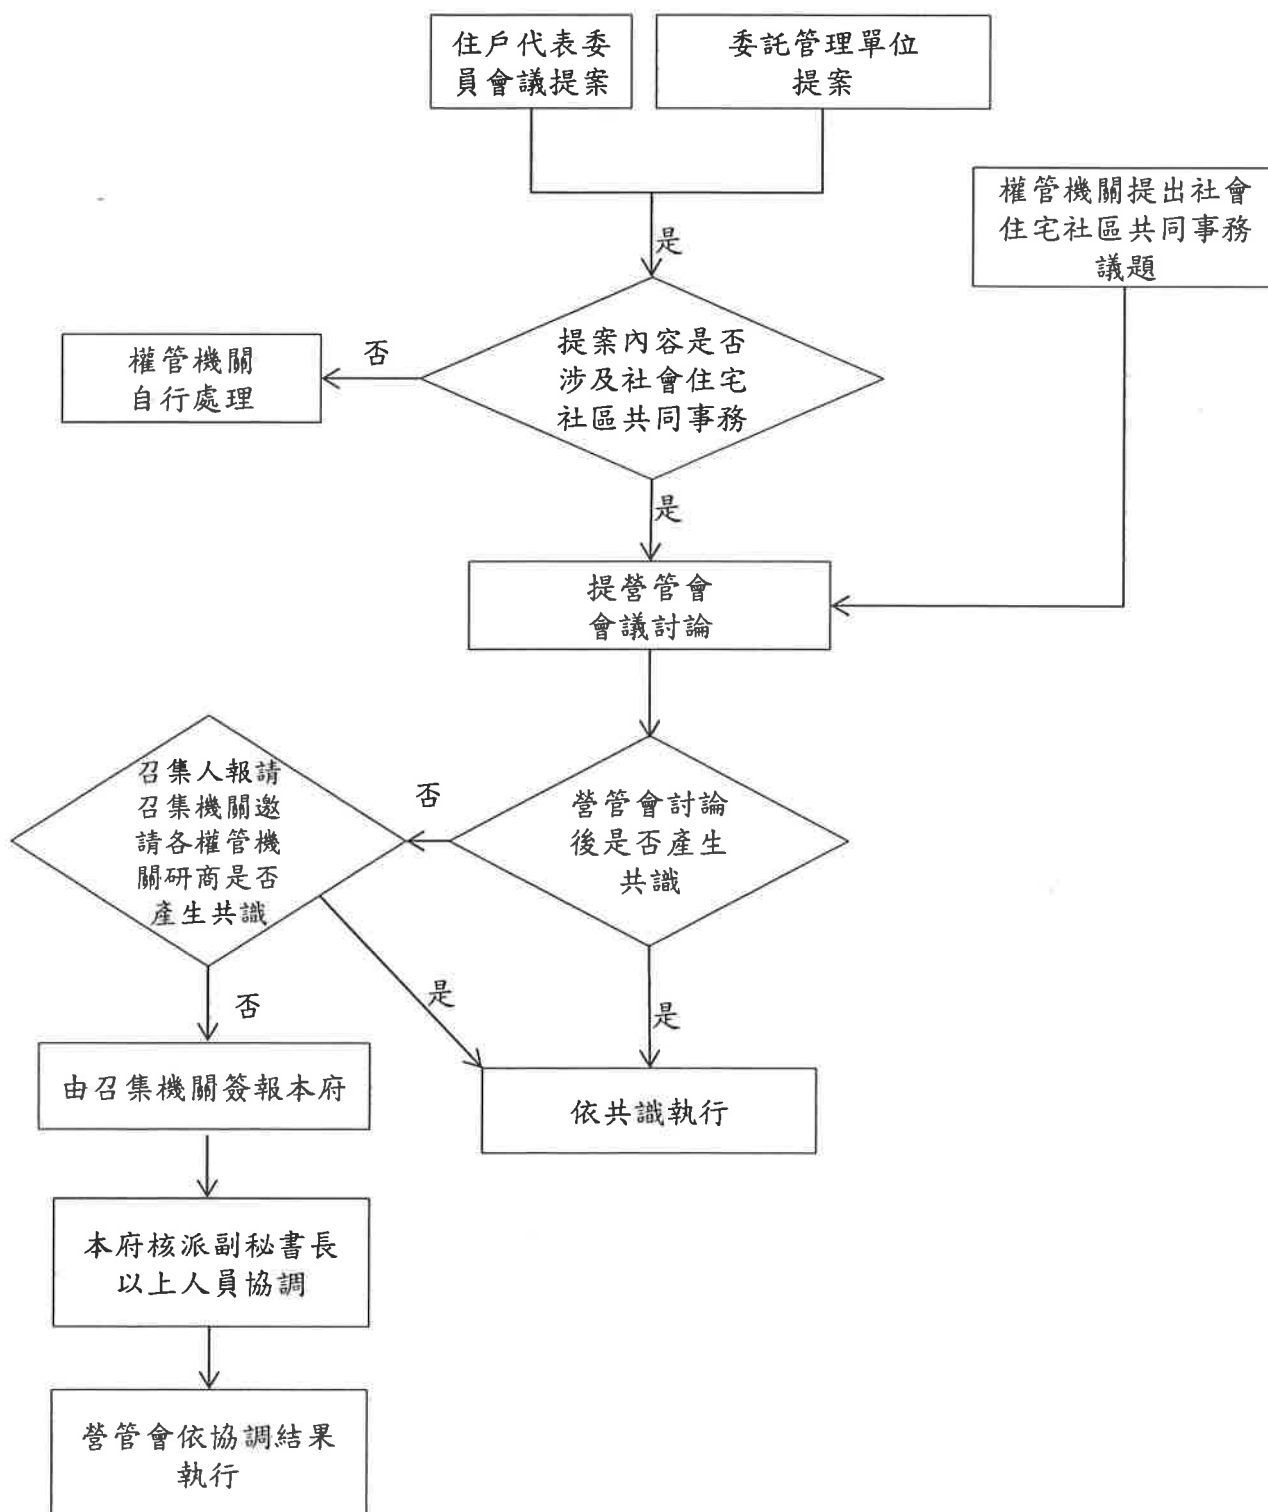 住戶代表委
員會議提案
委託管理單位
提案
權管機關提出社會
住宅社區共同事務
議題
是
提案內容是否
涉及社會住宅
社區共同事務
否
權管機關
自行處理
是
提營管會
會議討論
營管會討論
後是否產生
共識
否
召集人報請
召集機關邀
請各權管機
關研商是否
產生共識
是
是
否
由召集機關簽報本府
依共識執行
本府核派副秘書長
以上人員協調
營管會依協調結果
執行